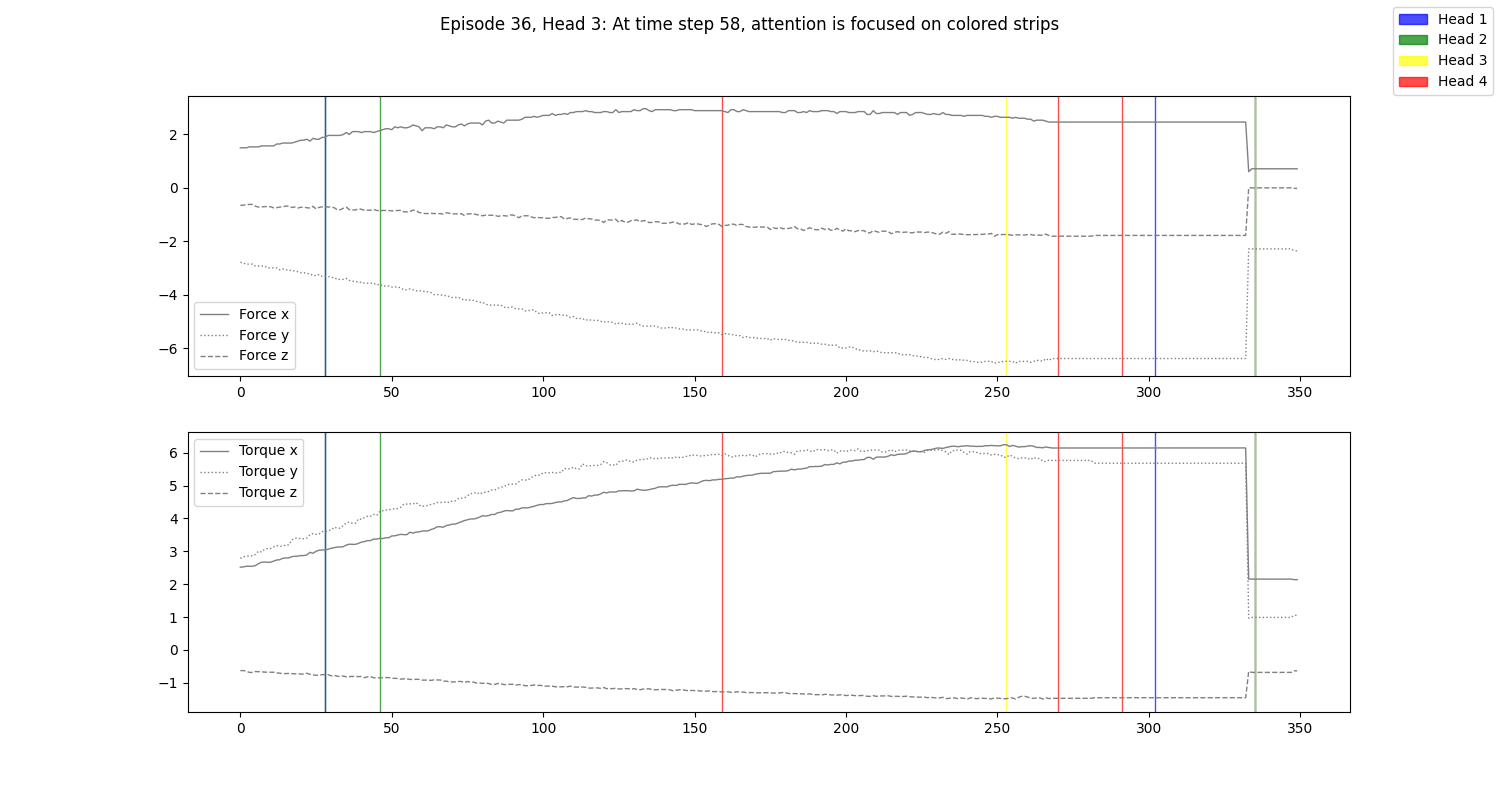 Episode 36, Head 3: At time step 58, attention is focused on colored strips
Head 1
Head 2
Head 3
Head 4
2
0
−2
−4
−6
Force x
Force y
Force z
0 50 100 150 200 250 300 350
6
5
4
3
2
1
0
−1
Torque x
Torque y
Torque z
0 50 100 150 200 250 300 350